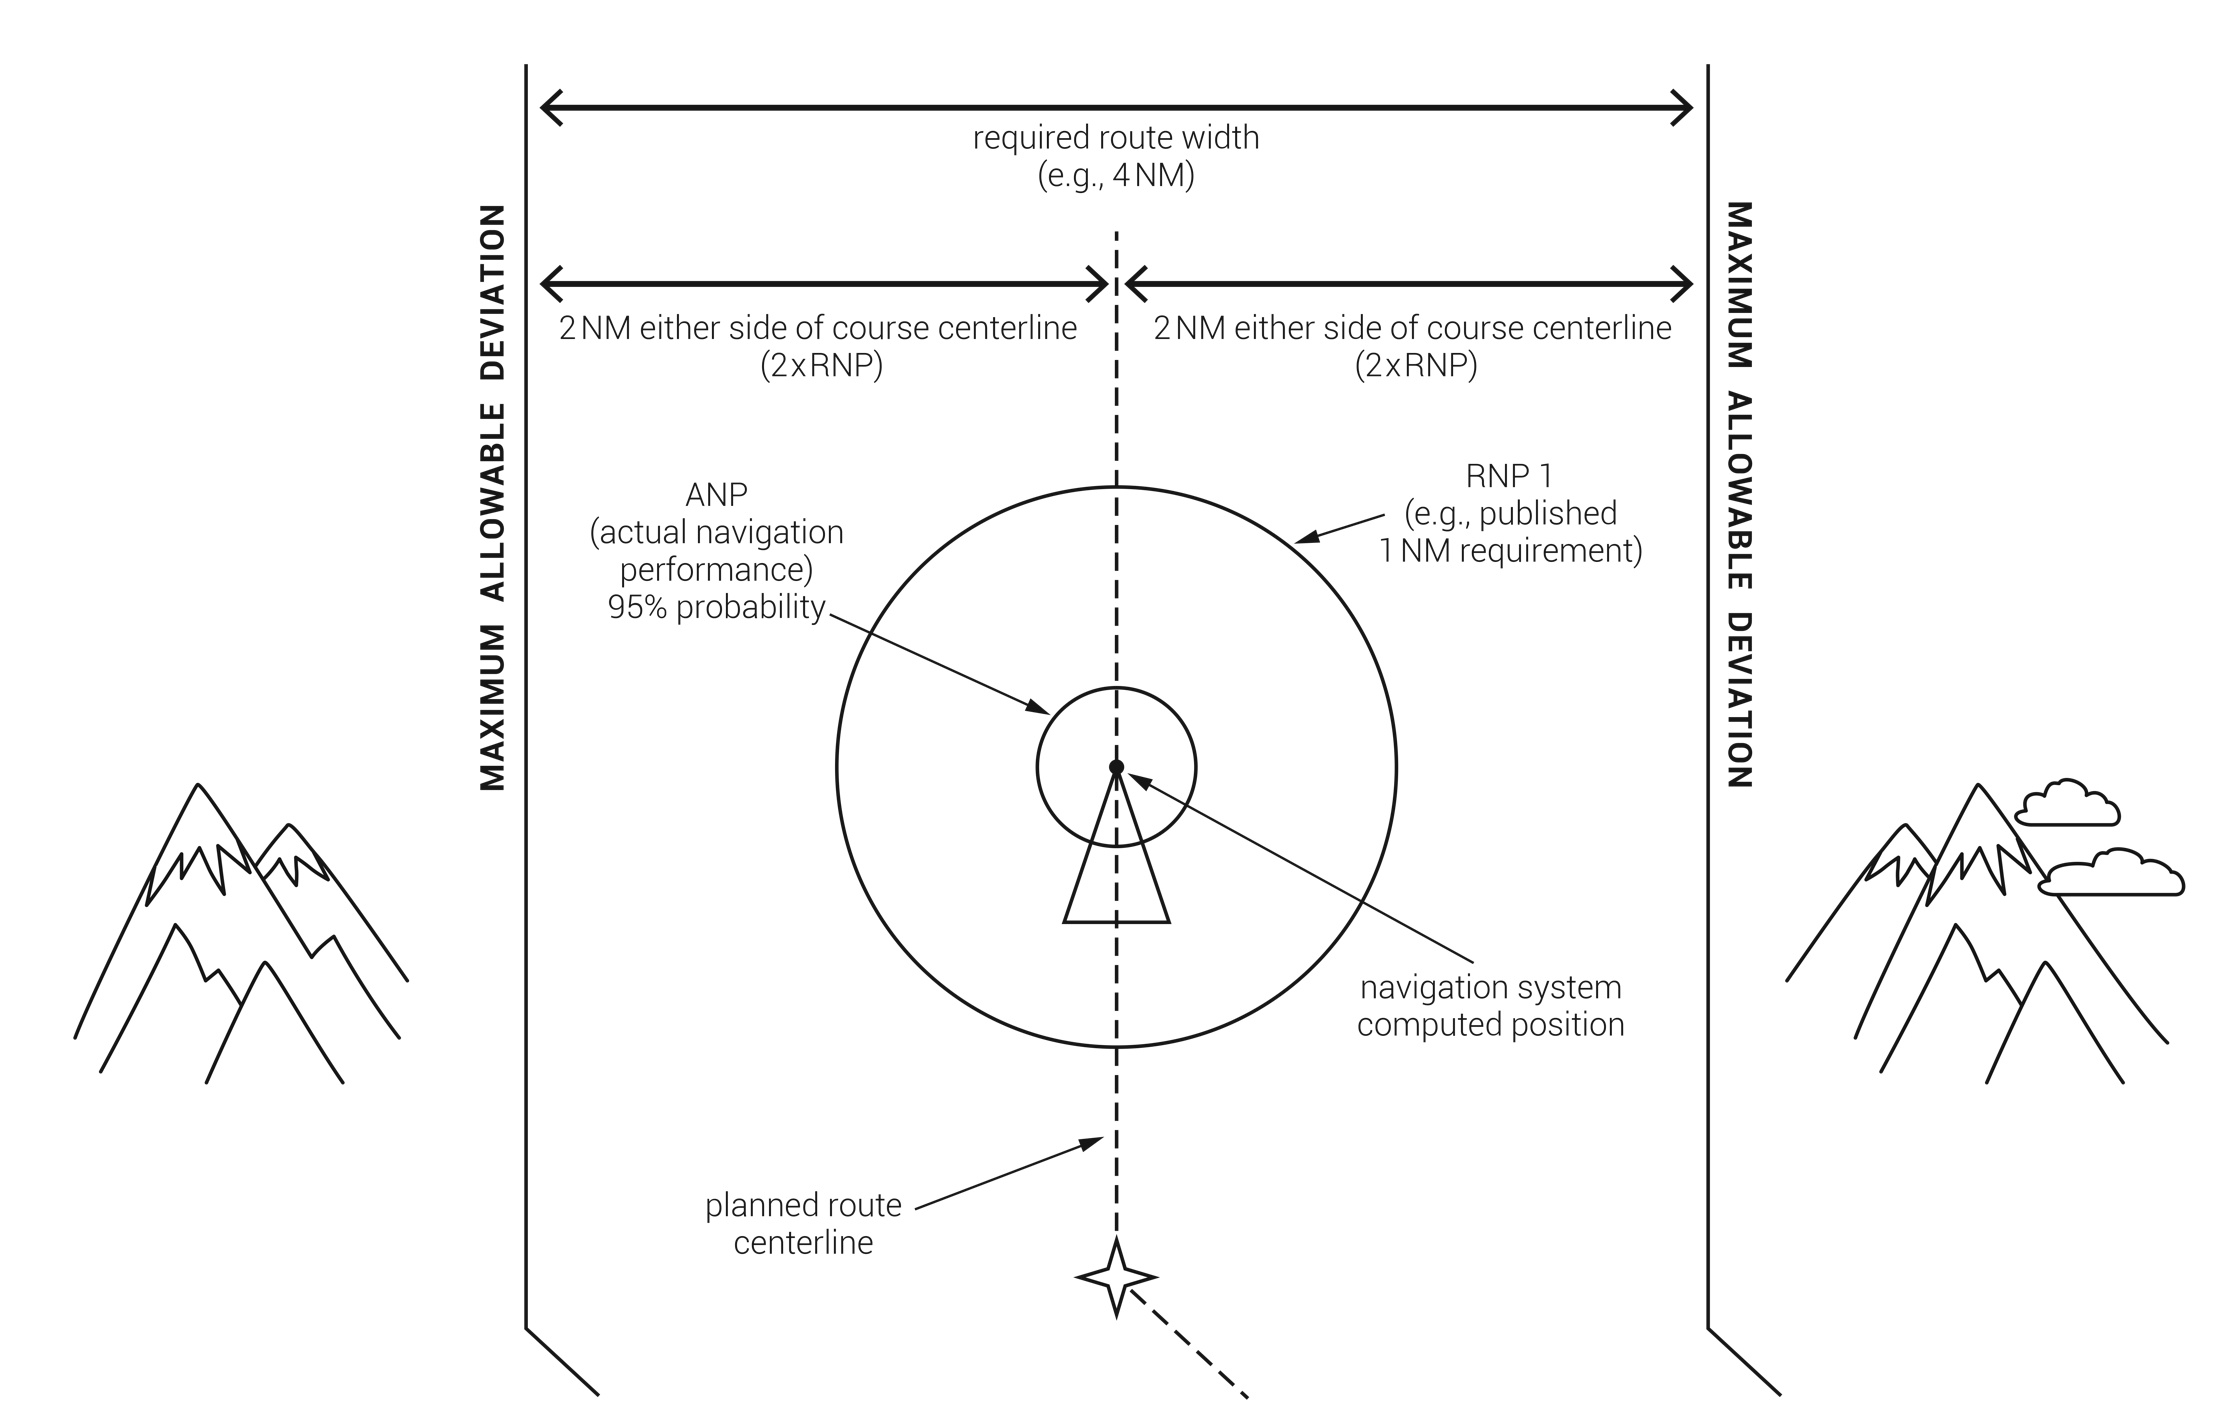 required route width
(e.g., 4 NM)
MAXIMUM ALLOWABLE DEVIATION
MAXIMUM ALLOWABLE DEVIATION
2 NM either side of course centerline
(2xRNP)
2 NM either side of course centerline
(2xRNP)
ANP
(actual navigation
performance)
95% probability
RNP 1
(e.g., published
1 NM requirement)
navigation system
computed position
planned route
centerline